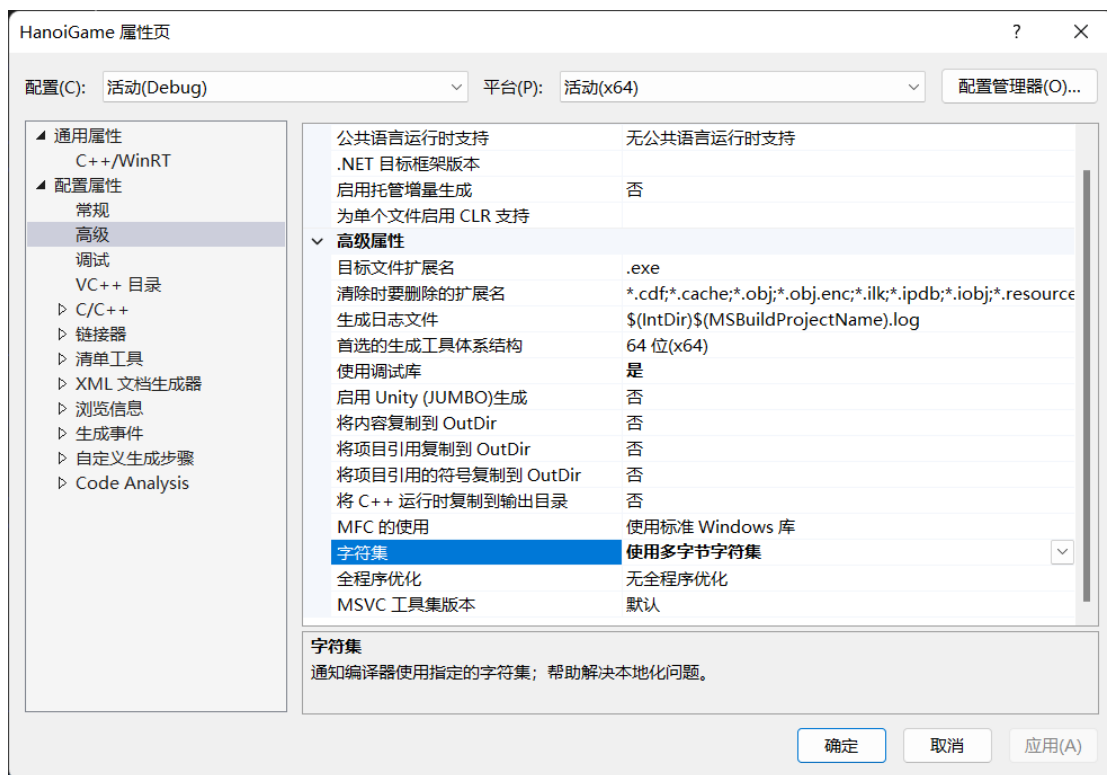 HanoiGame 属性页
配置(C): 活动(Debug) 平台(P): 活动(x64) 配置管理器(O)...
通用属性
C++/WinRT
配置属性
常规
高级
调试
VC++ 目录
C/C++
链接器
清单工具
XML 文档生成器
浏览信息
生成事件
自定义生成步骤
Code Analysis
公共语言运行时支持 无公共语言运行时支持
.NET 目标框架版本
启用托管增量生成 否
为单个文件启用 CLR 支持
高级属性
目标文件扩展名 .exe
清除时要删除的扩展名 *.cdf;*.cache;*.obj;*.obj.enc;*.ilk;*.ipdb;*.iobj;*.resource
生成日志文件 $(IntDir)$(MSBuildProjectName).log
首选的生成工具体系结构 64 位(x64)
使用调试库 是
启用 Unity (JUMBO)生成 否
将内容复制到 OutDir 否
将项目引用复制到 OutDir 否
将项目引用的符号复制到 OutDir 否
将 C++ 运行时复制到输出目录 否
MFC 的使用 使用标准 Windows 库
字符集 使用多字节字符集
全程序优化 无全程序优化
MSVC 工具集版本 默认
字符集
通知编译器使用指定的字符集；帮助解决本地化问题。
确定 取消 应用(A)